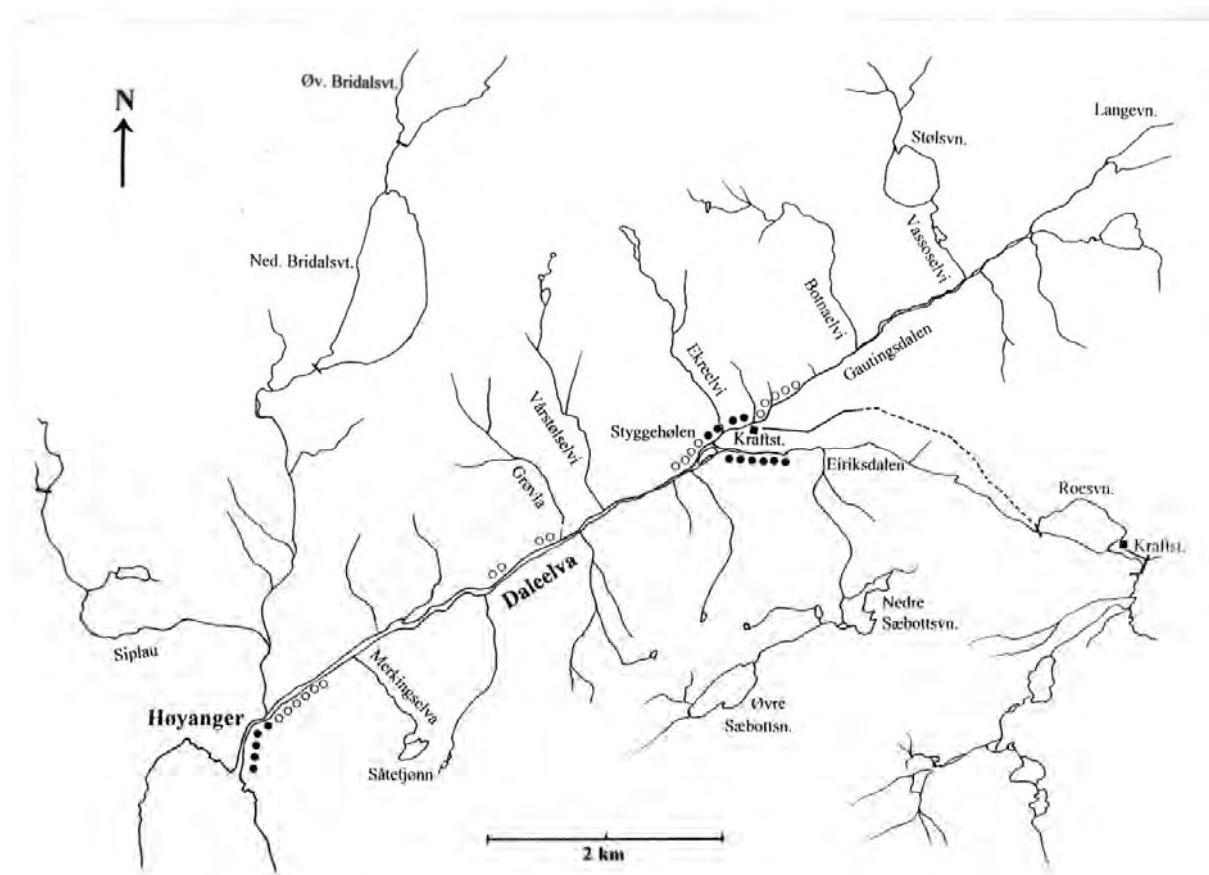 Øv. Bridalsvt.
N
Langevn.
Stølsvn.
Vassoselvi
Ned. Bridalsvt.
Botnaelvi
Ekreelvi
Gautingsdalen
Vårstølselvi
Styggehølen
Kraftst.
Eiriksdalen
Grøvla
Roesvn.
Kraftst.
Daleelva
Nedre
Sæbottsvn.
Siplau
Merkingselva
Øvre
Sæbottsn.
Høyanger
Såtetjønn
2 km